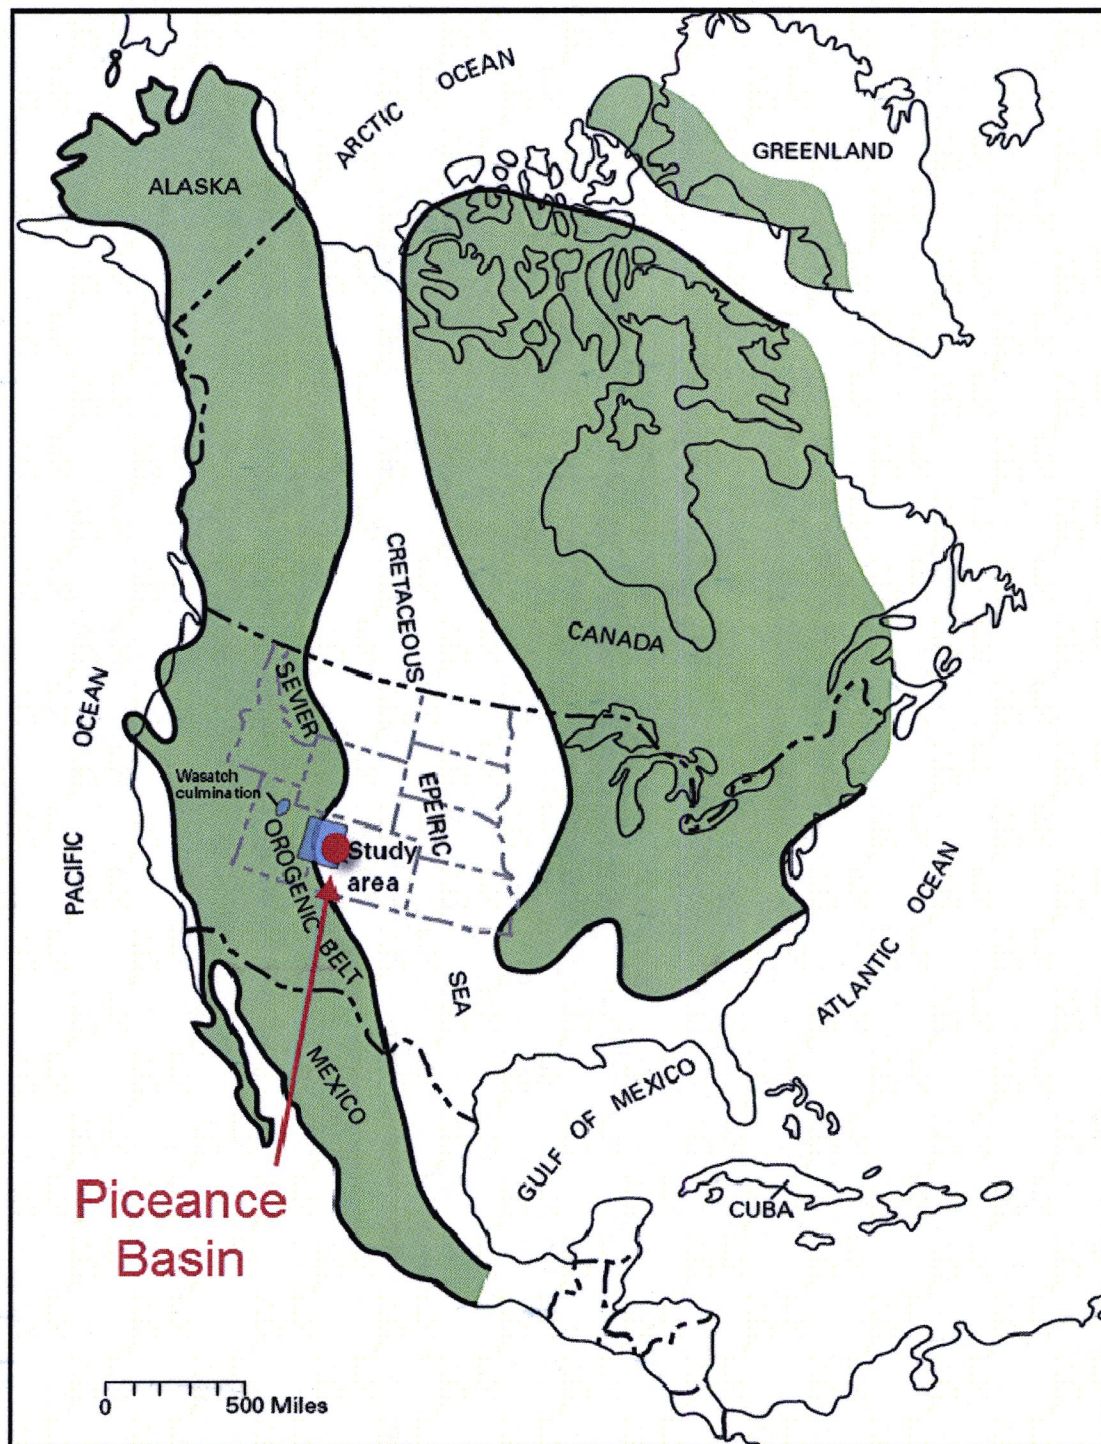 ARCTIC OCEAN
GREENLAND
ALASKA
CRETACEOUS
CANADA
SEVIER
PACIFIC OCEAN
Wasatch
culmination
EPEIRIC
OROGENIC BELT
Study
area
SEA
ATLANTIC OCEAN
MEXICO
GULF OF MEXICO
Piceance
Basin
CUBA
0 500 Miles